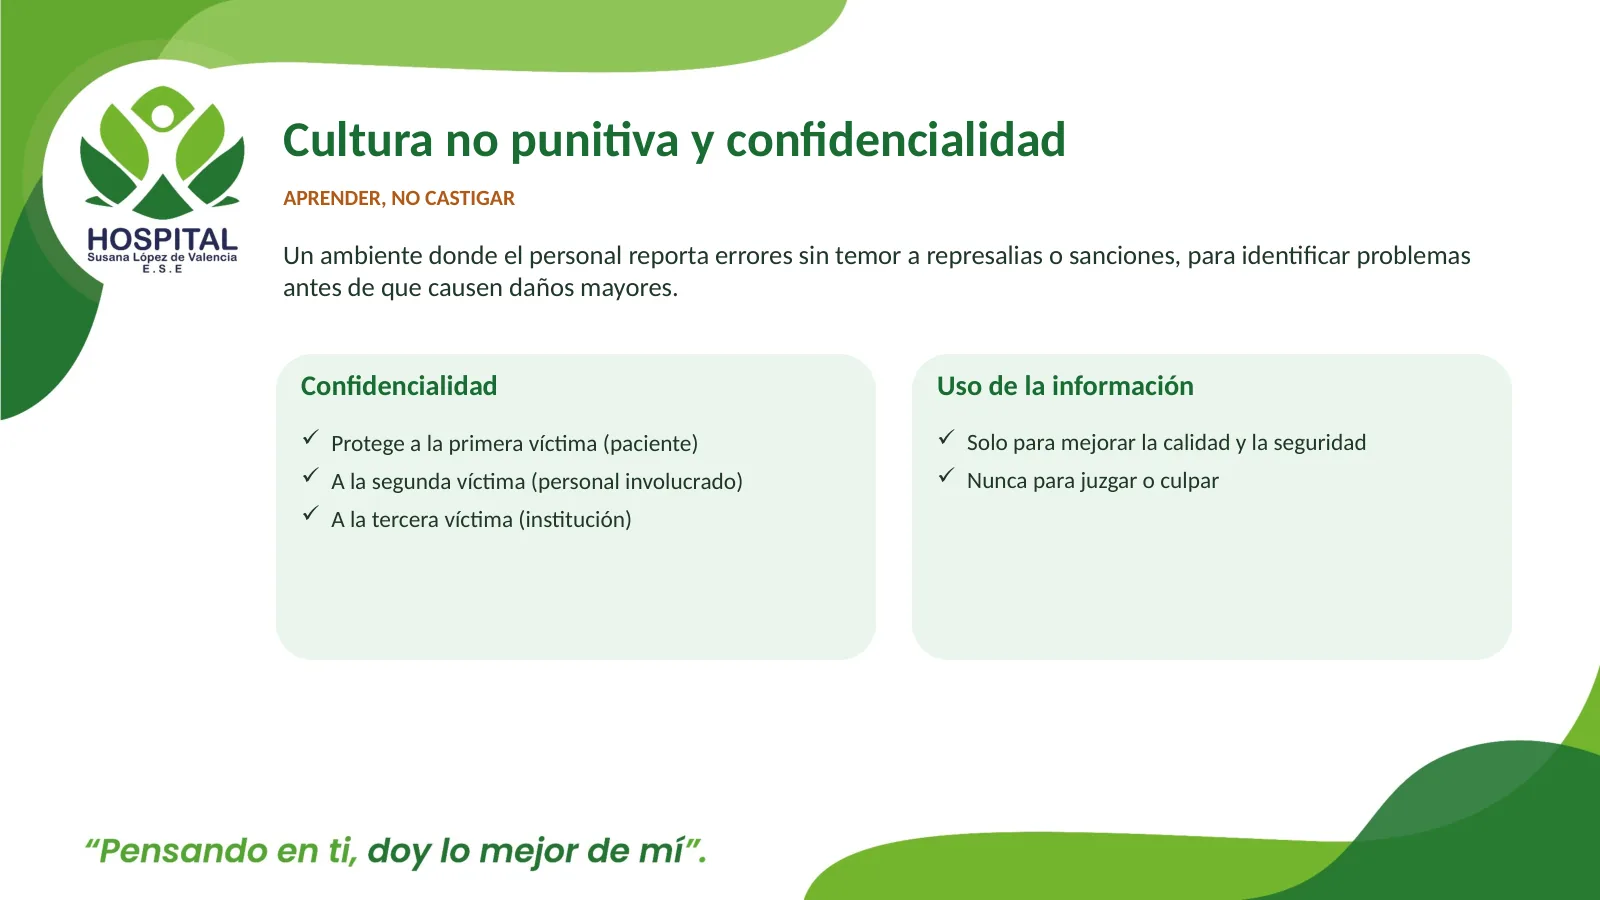 HOSPITAL
Susana López de Valencia
E.S.E
Cultura no punitiva y confidencialidad
APRENDER, NO CASTIGAR
Un ambiente donde el personal reporta errores sin temor a represalias o sanciones, para identificar problemas
antes de que causen daños mayores.
Confidencialidad
✓ Protege a la primera víctima (paciente)
✓ A la segunda víctima (personal involucrado)
✓ A la tercera víctima (institución)
Uso de la información
✓ Solo para mejorar la calidad y la seguridad
✓ Nunca para juzgar o culpar
“Pensando en ti, doy lo mejor de mí”.